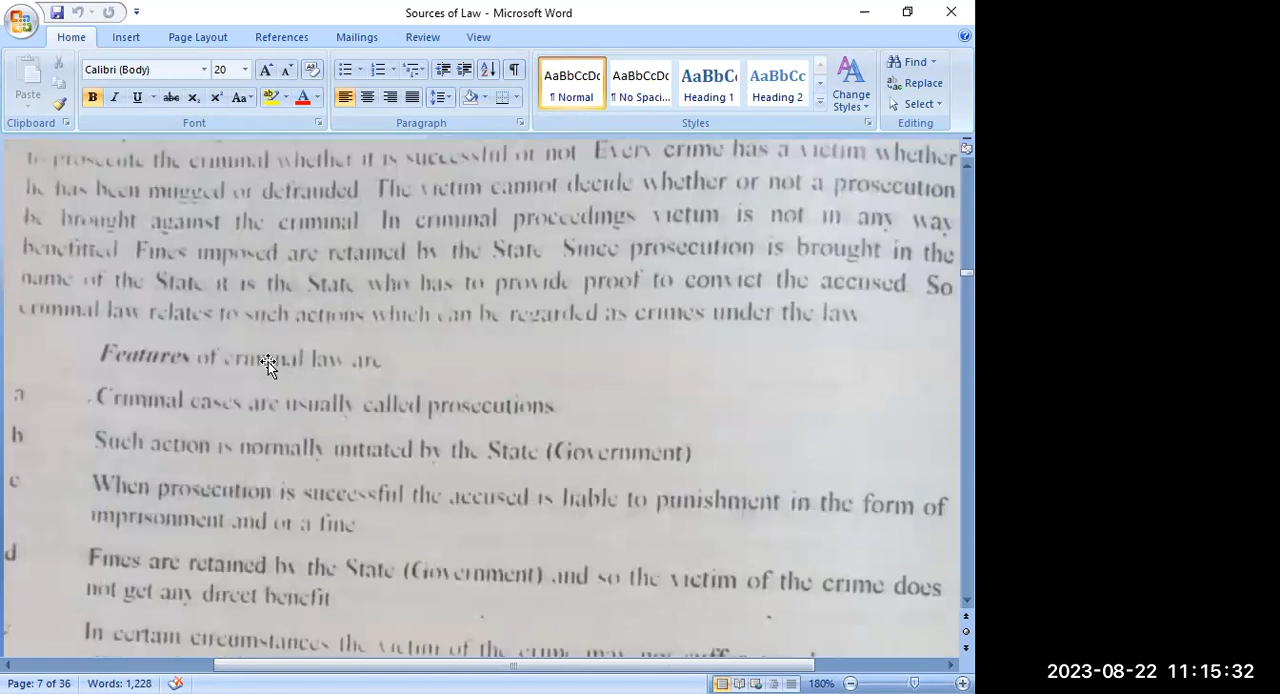 Sources of Law - Microsoft Word
Home Insert Page Layout References Mailings Review View
Calibri (Body) 20
Paste
B I U abc X₂ X² Aa
AaBbCcDc AaBbCcDc AaBbC AaBbCc
¶ Normal ¶ No Spaci... Heading 1 Heading 2
Change Styles
Find
Replace
Select
Clipboard Font Paragraph Styles Editing
to prosecute the criminal whether it is successful or not Every crime has a victim whether
he has been mugged or defrauded The victim cannot decide whether or not a prosecution
be brought against the criminal In criminal proceedings victim is not in any way
benefitted Fines imposed are retained by the State Since prosecution is brought in the
name of the State it is the State who has to provide proof to convict the accused. So
criminal law relates to such actions which can be regarded as crimes under the law
Features of criminal law are
a Criminal cases are usually called prosecutions.
b Such action is normally initiated by the State (Government)
c When prosecution is successful the accused is liable to punishment in the form of
imprisonment and or a fine
d Fines are retained by the State (Government) and so the victim of the crime does
not get any direct benefit
In certain circumstances the victim of the crime may not
Page: 7 of 36 Words: 1,228 180%
2023-08-22 11:15:32